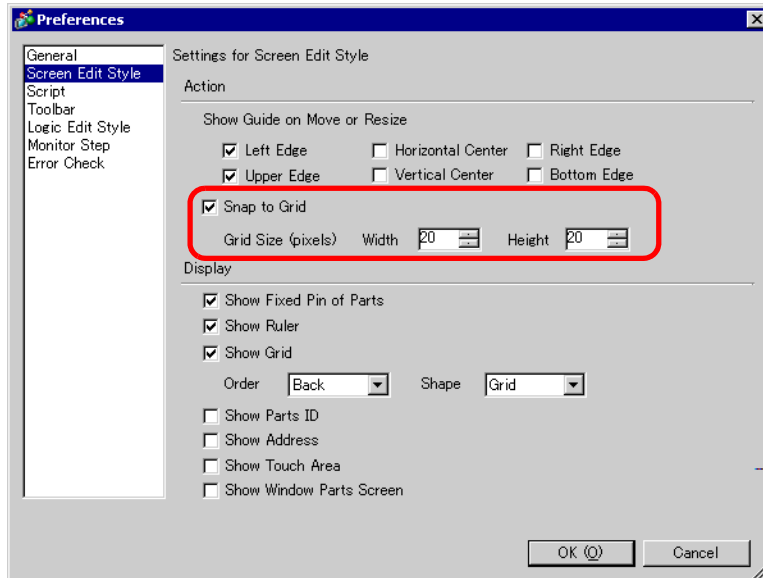 Preferences
General
Screen Edit Style
Script
Toolbar
Logic Edit Style
Monitor Step
Error Check
Settings for Screen Edit Style
Action
Show Guide on Move or Resize
Left Edge Horizontal Center Right Edge
Upper Edge Vertical Center Bottom Edge
Snap to Grid
Grid Size (pixels) Width 20 Height 20
Display
Show Fixed Pin of Parts
Show Ruler
Show Grid
Order Back Shape Grid
Show Parts ID
Show Address
Show Touch Area
Show Window Parts Screen
OK (O) Cancel